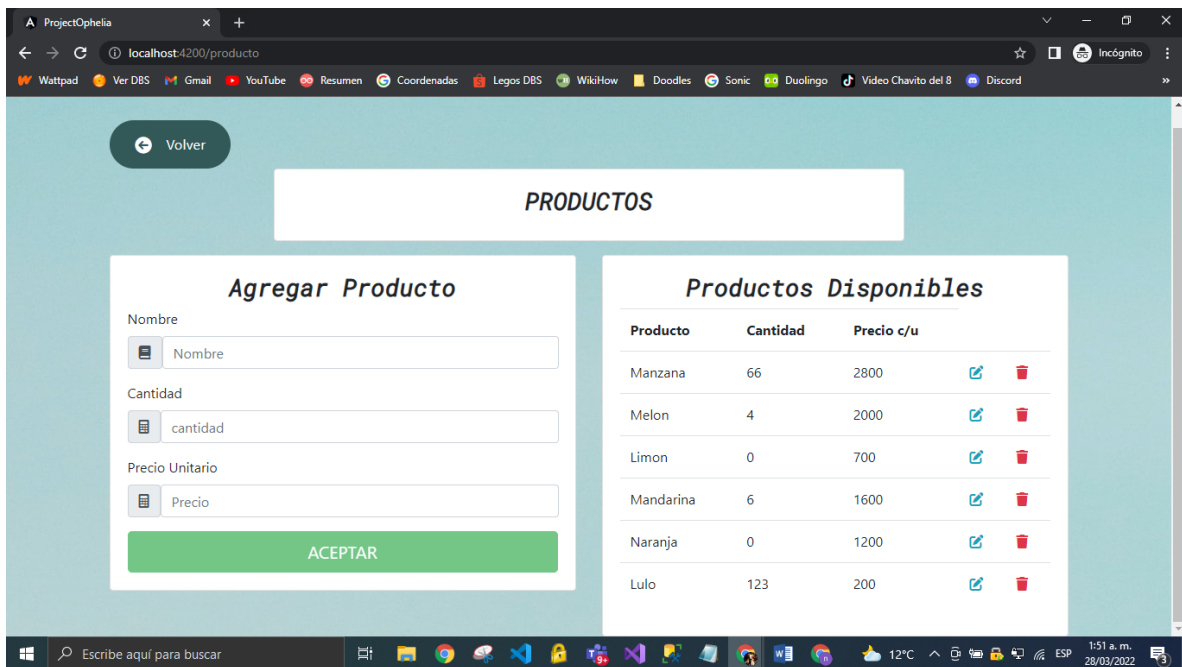 ProjectOphelia
localhost:4200/producto
Incógnito
Wattpad Ver DBS Gmail YouTube Resumen Coordenadas Legos DBS WikiHow Doodles Sonic Duolingo Video Chavito del 8 Discord »
Volver
PRODUCTOS
Agregar Producto
Nombre
Nombre
Cantidad
cantidad
Precio Unitario
Precio
ACEPTAR
Productos Disponibles
Producto Cantidad Precio c/u
Manzana 66 2800
Melon 4 2000
Limon 0 700
Mandarina 6 1600
Naranja 0 1200
Lulo 123 200
Escribe aquí para buscar
9+
12°C
ESP
1:51 a. m.
28/03/2022
3